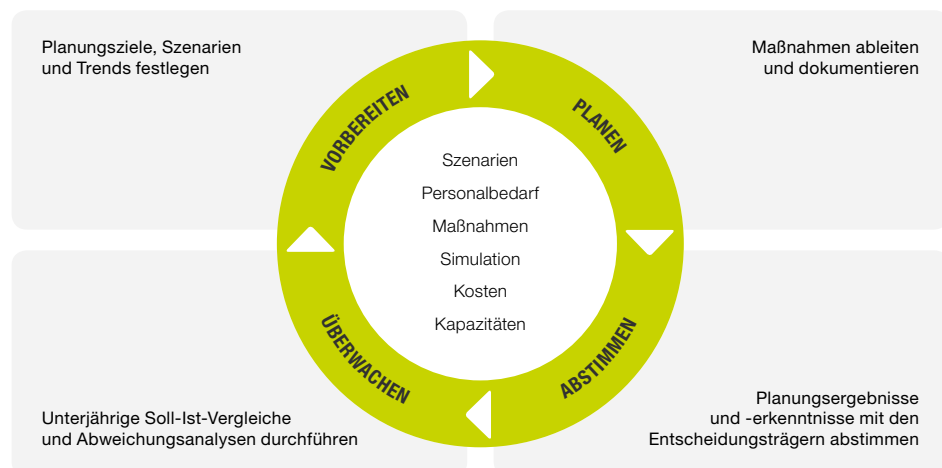 Planungsziele, Szenarien
und Trends festlegen
Maßnahmen ableiten
und dokumentieren
VORBEREITEN
PLANEN
Szenarien
Personalbedarf
Maßnahmen
Simulation
Kosten
Kapazitäten
ÜBERWACHEN
ABSTIMMEN
Unterjährige Soll-Ist-Vergleiche
und Abweichungsanalysen durchführen
Planungsergebnisse
und -erkenntnisse mit den
Entscheidungsträgern abstimmen